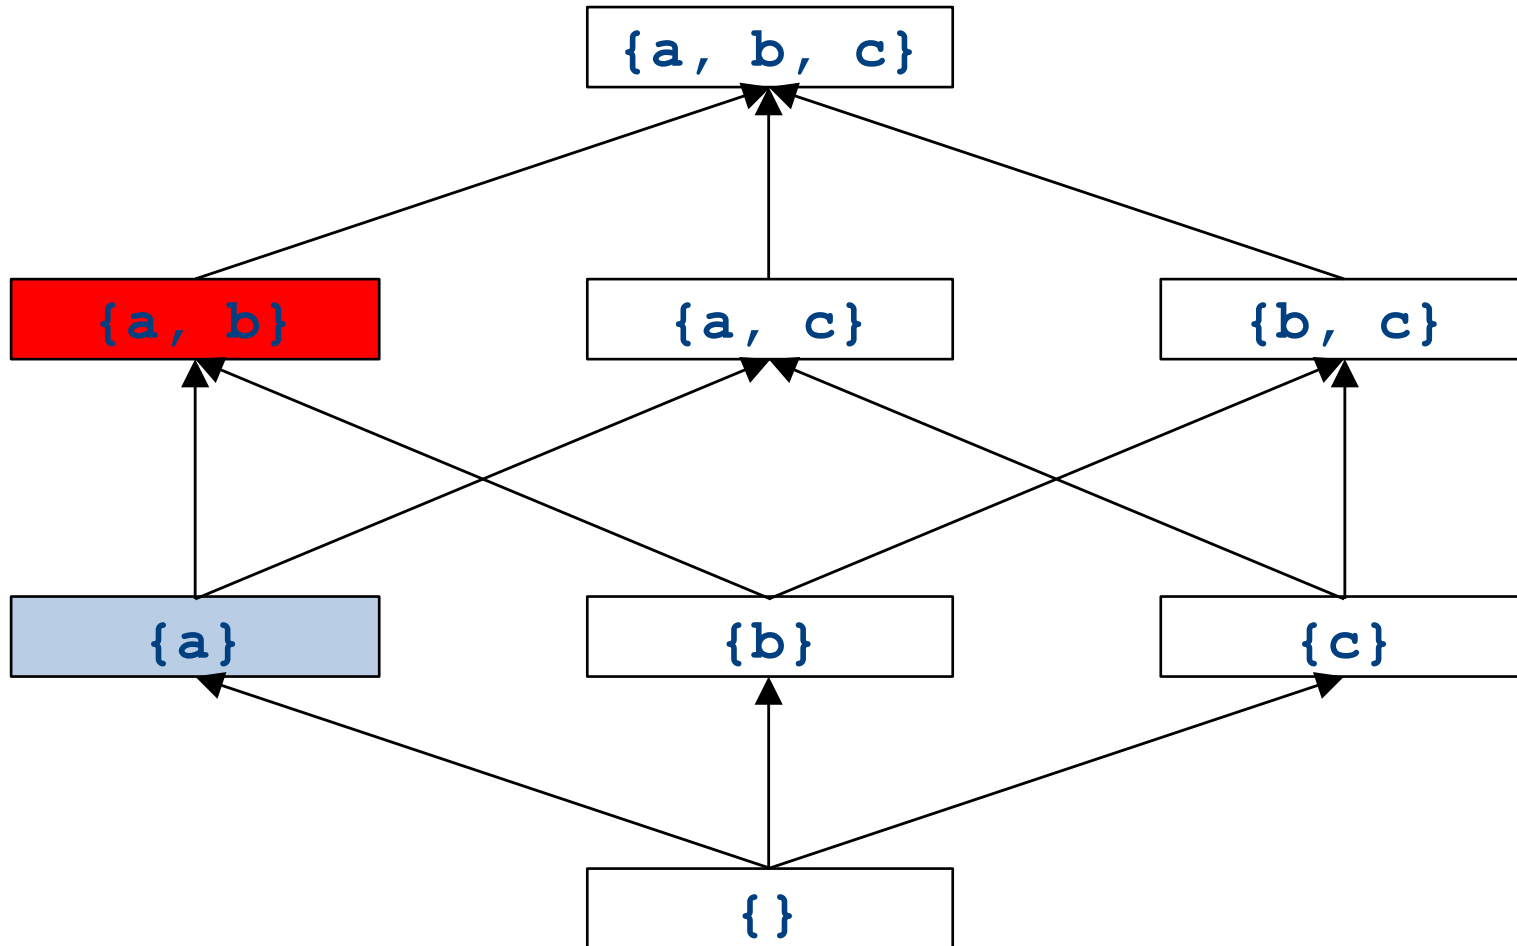 {a, b, c}
{a, b}
{a, c}
{b, c}
{a}
{b}
{c}
{}